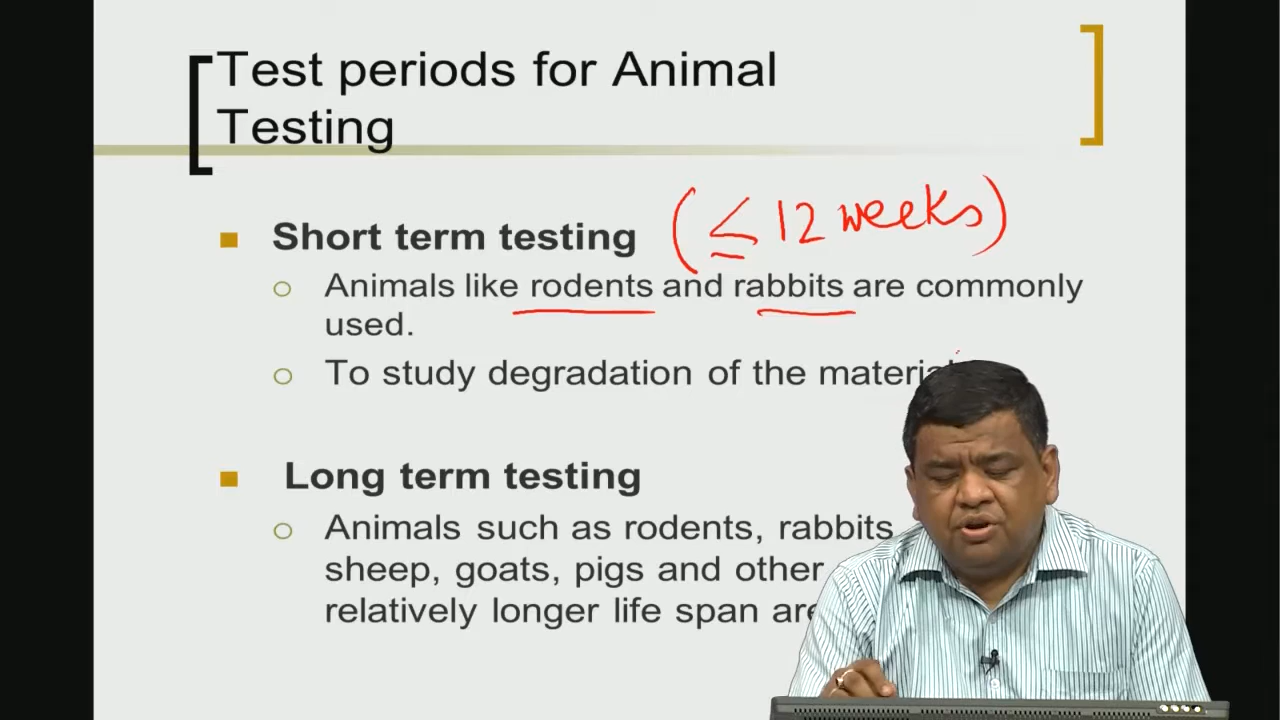 Test periods for Animal
Testing
Short term testing (≤ 12 weeks)
Animals like rodents and rabbits are commonly
used.
To study degradation of the material
Long term testing
Animals such as rodents, rabbits
sheep, goats, pigs and other
relatively longer life span are